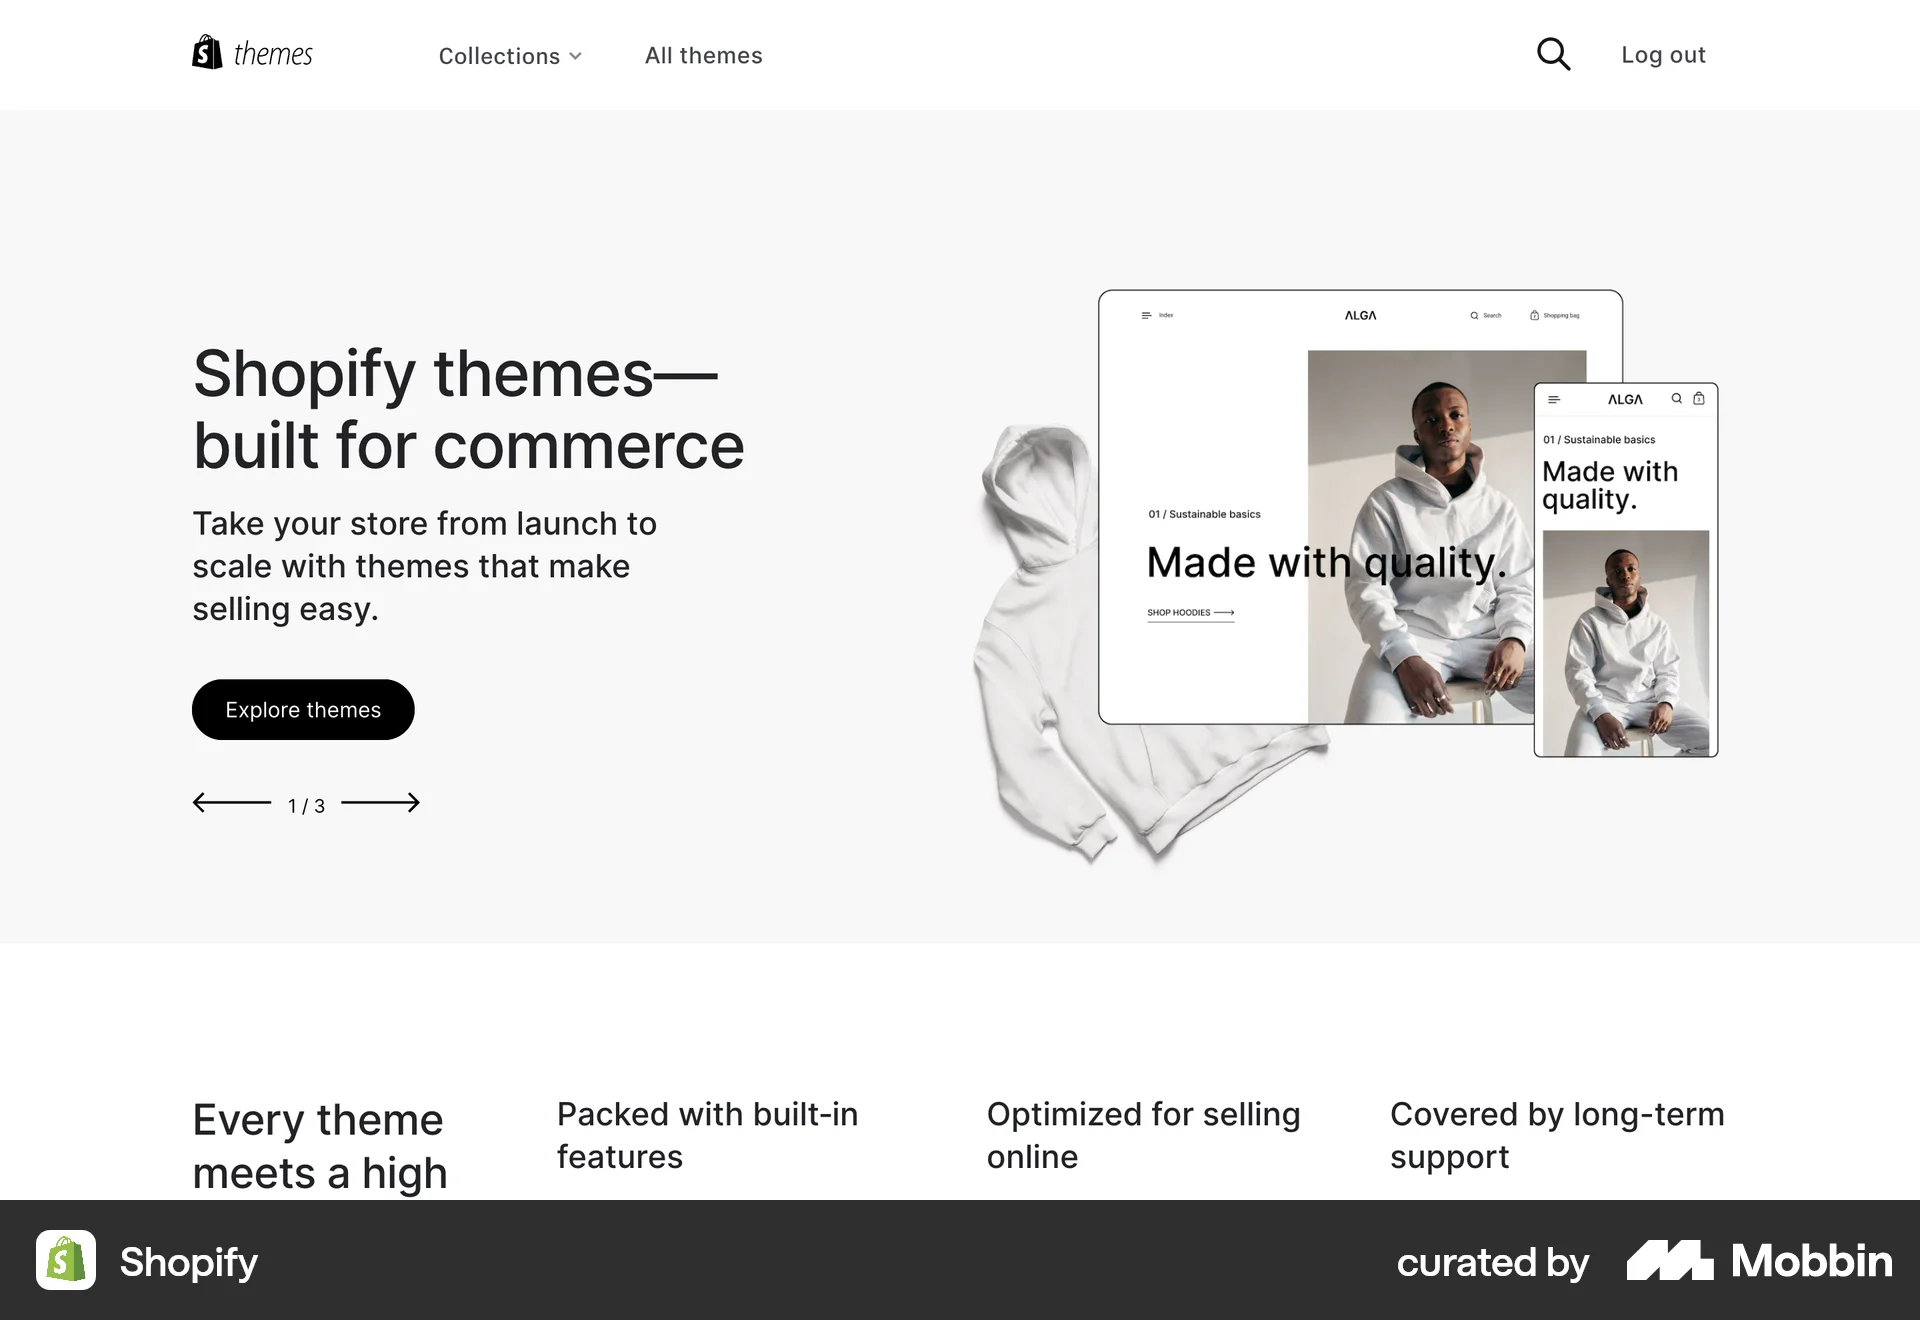 themes
Collections
All themes
Log out
Shopify themes—
built for commerce
Take your store from launch to
scale with themes that make
selling easy.
Explore themes
1 / 3
Index
ALGA
Search
Shopping bag
01 / Sustainable basics
Made with quality.
SHOP HOODIES
ALGA
01 / Sustainable basics
Made with
quality.
Every theme
meets a high
Packed with built-in
features
Optimized for selling
online
Covered by long-term
support
Shopify
curated by
Mobbin